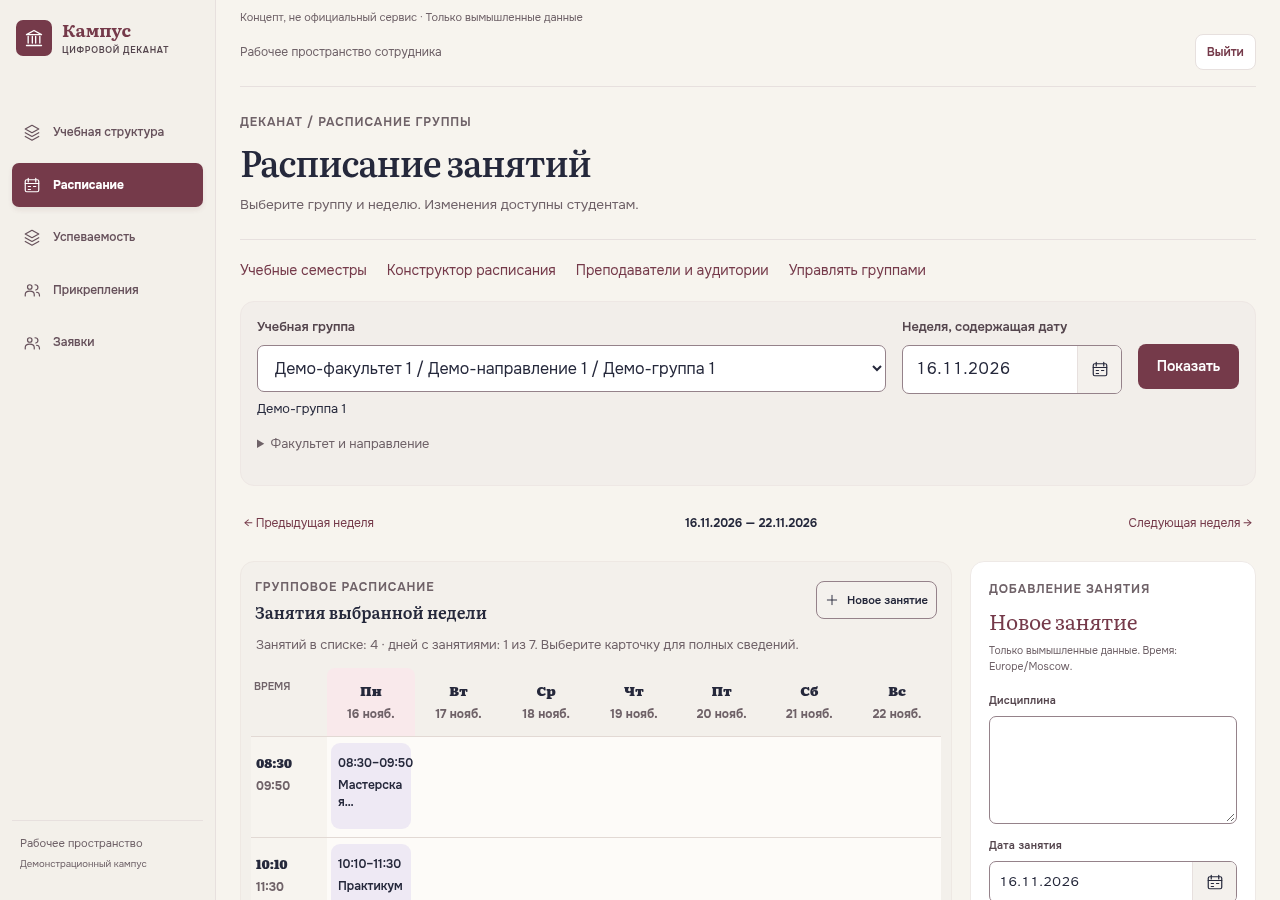 Кампус
ЦИФРОВОЙ ДЕКАНАТ
Учебная структура
Расписание
Успеваемость
Прикрепления
Заявки
Рабочее пространство
Демонстрационный кампус
Концепт, не официальный сервис · Только вымышленные данные
Рабочее пространство сотрудника
Выйти
ДЕКАНАТ / РАСПИСАНИЕ ГРУППЫ
Расписание занятий
Выберите группу и неделю. Изменения доступны студентам.
Учебные семестры Конструктор расписания Преподаватели и аудитории Управлять группами
Учебная группа
Демо-факультет 1 / Демо-направление 1 / Демо-группа 1
Демо-группа 1
Факультет и направление
Неделя, содержащая дату
16.11.2026
Показать
← Предыдущая неделя
16.11.2026 — 22.11.2026
Следующая неделя →
ГРУППОВОЕ РАСПИСАНИЕ
Занятия выбранной недели
Новое занятие
Занятий в списке: 4 · дней с занятиями: 1 из 7. Выберите карточку для полных сведений.
ВРЕМЯ Пн Вт Ср Чт Пт Сб Вс
16 нояб. 17 нояб. 18 нояб. 19 нояб. 20 нояб. 21 нояб. 22 нояб.
08:30
09:50
08:30–09:50
Мастерска
я...
10:10
11:30
10:10–11:30
Практикум
ДОБАВЛЕНИЕ ЗАНЯТИЯ
Новое занятие
Только вымышленные данные. Время:
Europe/Moscow.
Дисциплина
Дата занятия
16.11.2026